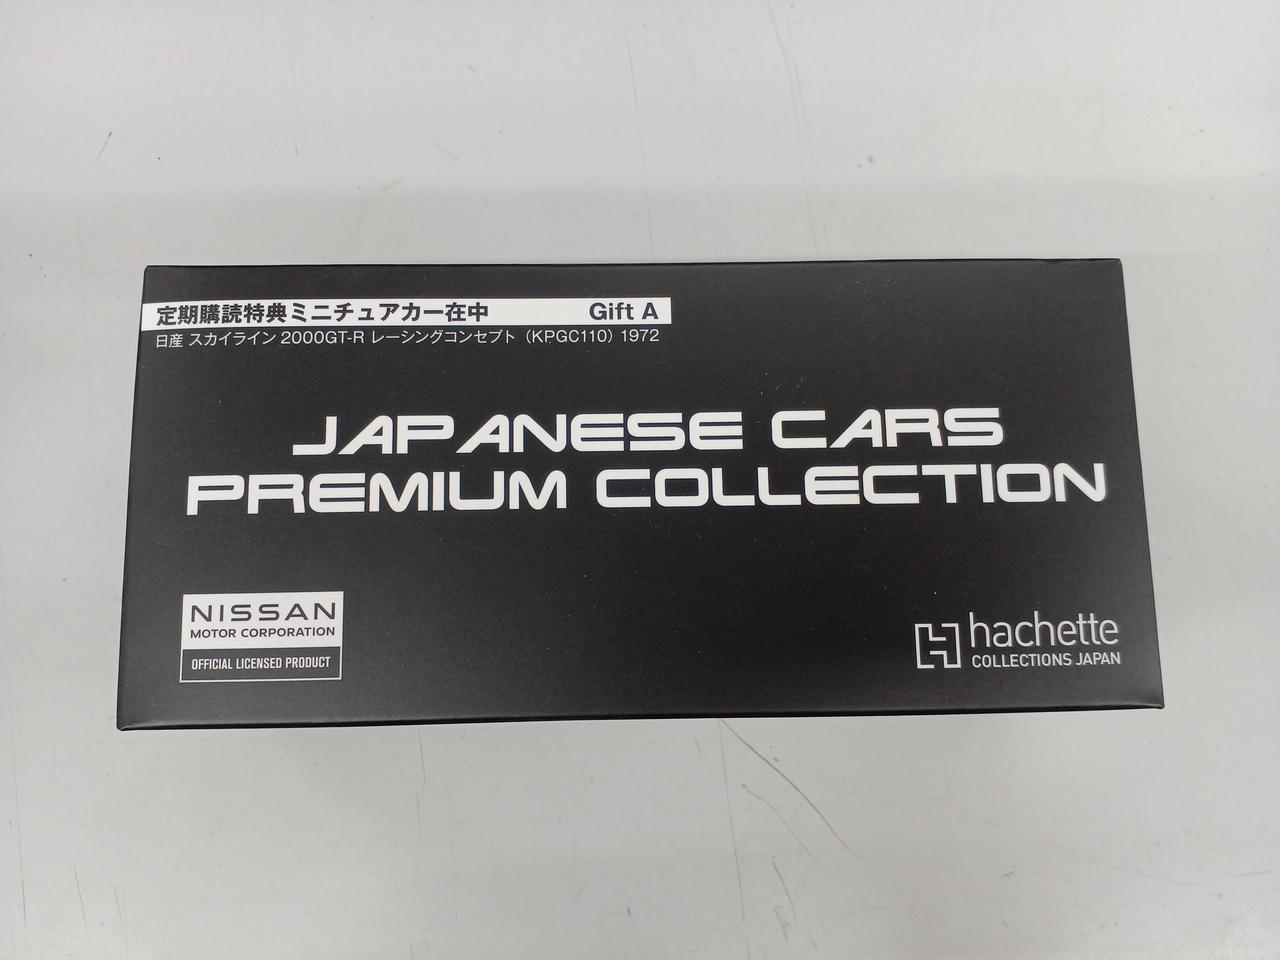 定期購読特典ミニチュアカー在中 Gift A
日産 スカイライン 2000GT-R レーシングコンセプト（KPGC110）1972
JAPANESE CARS
PREMIUM COLLECTION
NISSAN
MOTOR CORPORATION
OFFICIAL LICENSED PRODUCT
hachette
COLLECTIONS JAPAN